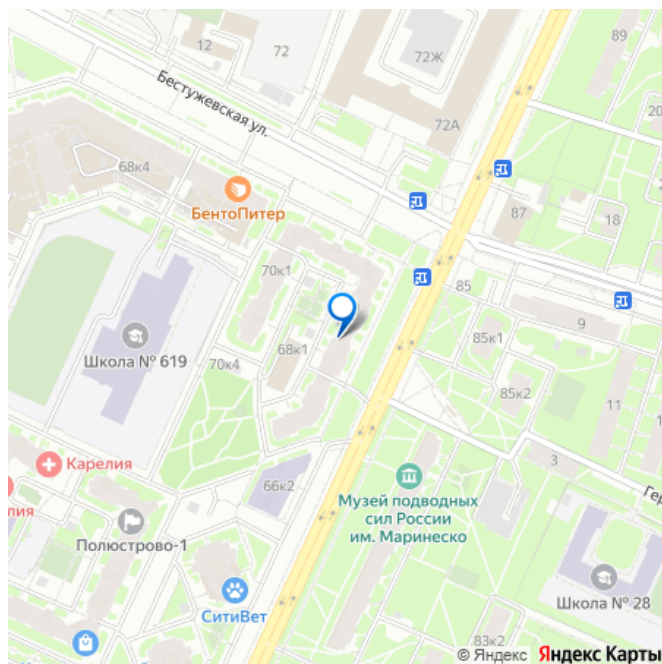 89
12
72
72Ж
Бестужевская ул.
72А
20
68к4
БентоПитер
87
18
70к1
85
9
Школа № 619
68к1
85к1
70к4
85к2
11
3
Карелия
66к2
Музей подводных
сил России
им. Маринеско
Гер
лия
Полюстрово-1
Школа № 28
СитиВет
83к2
© Яндекс Яндекс Карты